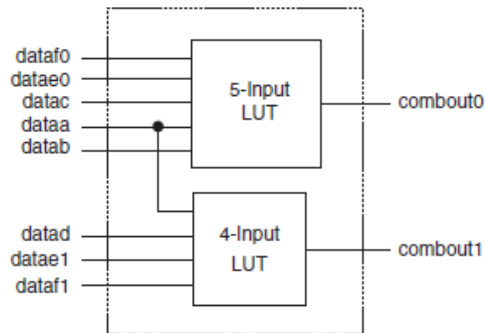 dataf0
datae0
datac
dataa
datab
5-Input
LUT
combout0
datad
datae1
dataf1
4-Input
LUT
combout1